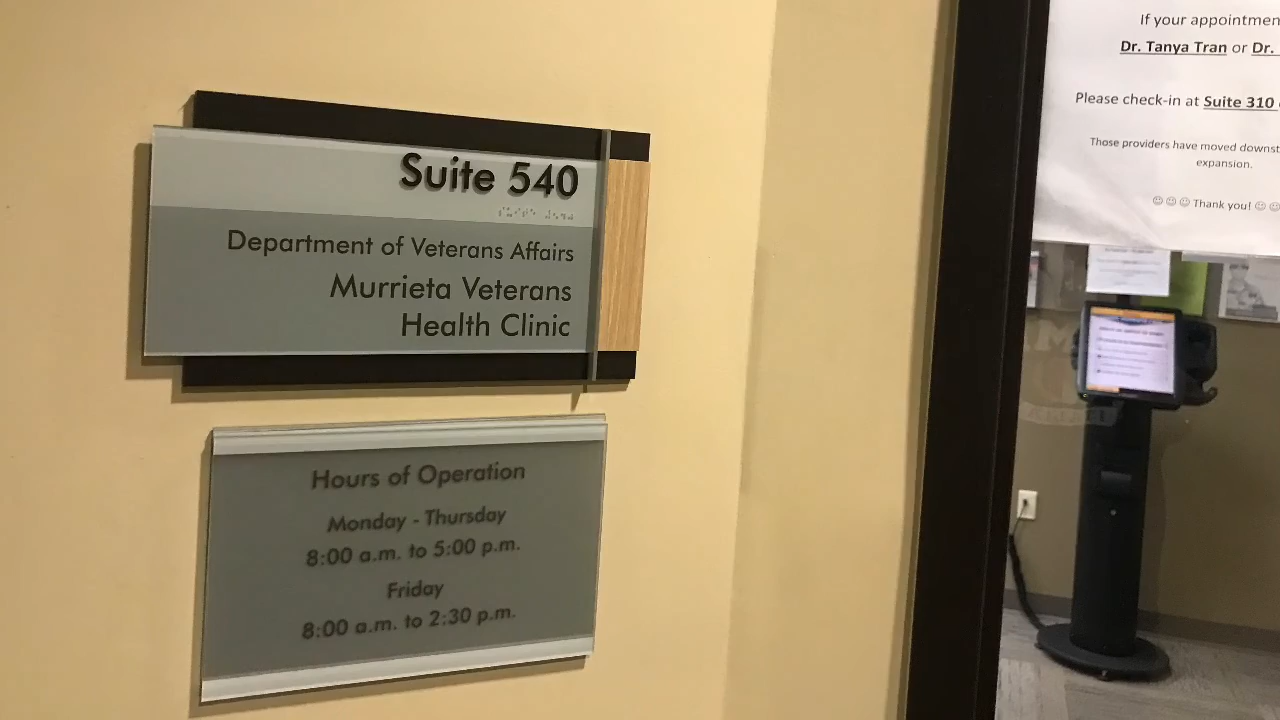 Suite 540
Department of Veterans Affairs
Murrieta Veterans
Health Clinic
Hours of Operation
Monday - Thursday
8:00 a.m. to 5:00 p.m.
Friday
8:00 a.m. to 2:30 p.m.
If your
Dr. Tanya Tran or Dr.
Please check-in at Suite 310
Those providers have moved
expansion.
☺☺☺ Thank you! ☺☺